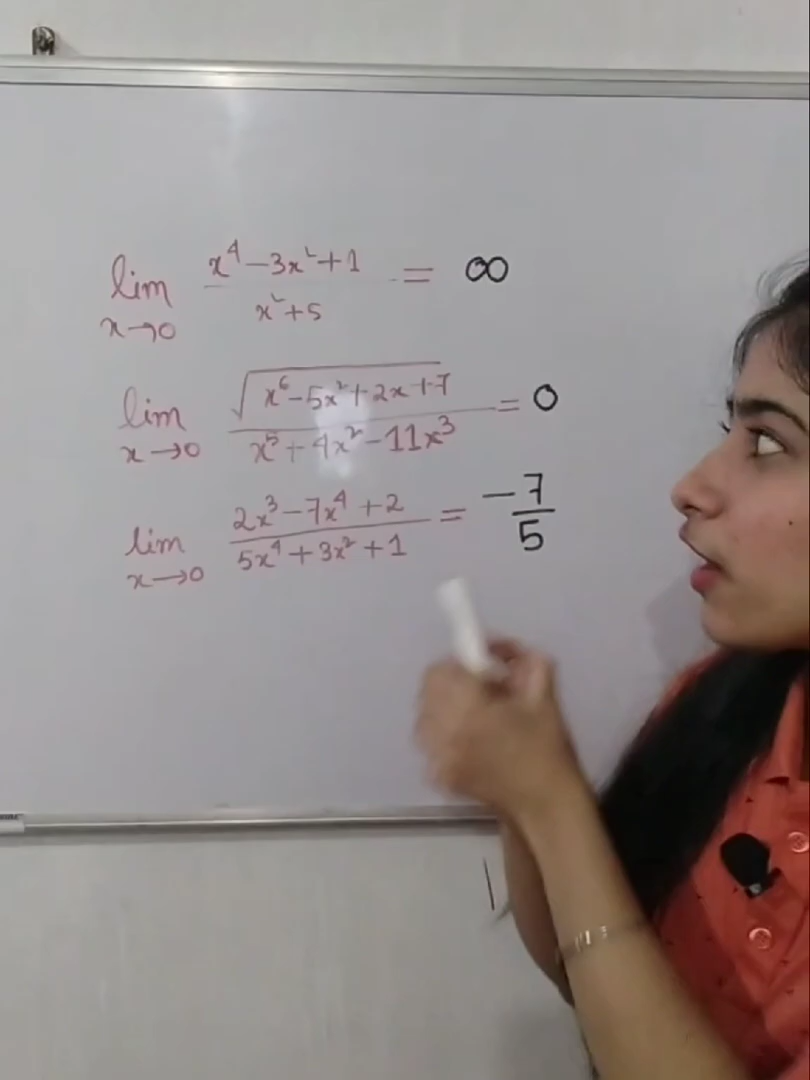 lim x→0 (x⁴-3x²+1)/(x²+5) = ∞
lim x→0 √(x⁶-5x²+2x+7)/(x⁵+4x²-11x³) = 0
lim x→0 (2x³-7x⁴+2)/(5x⁴+3x²+1) = -7/5